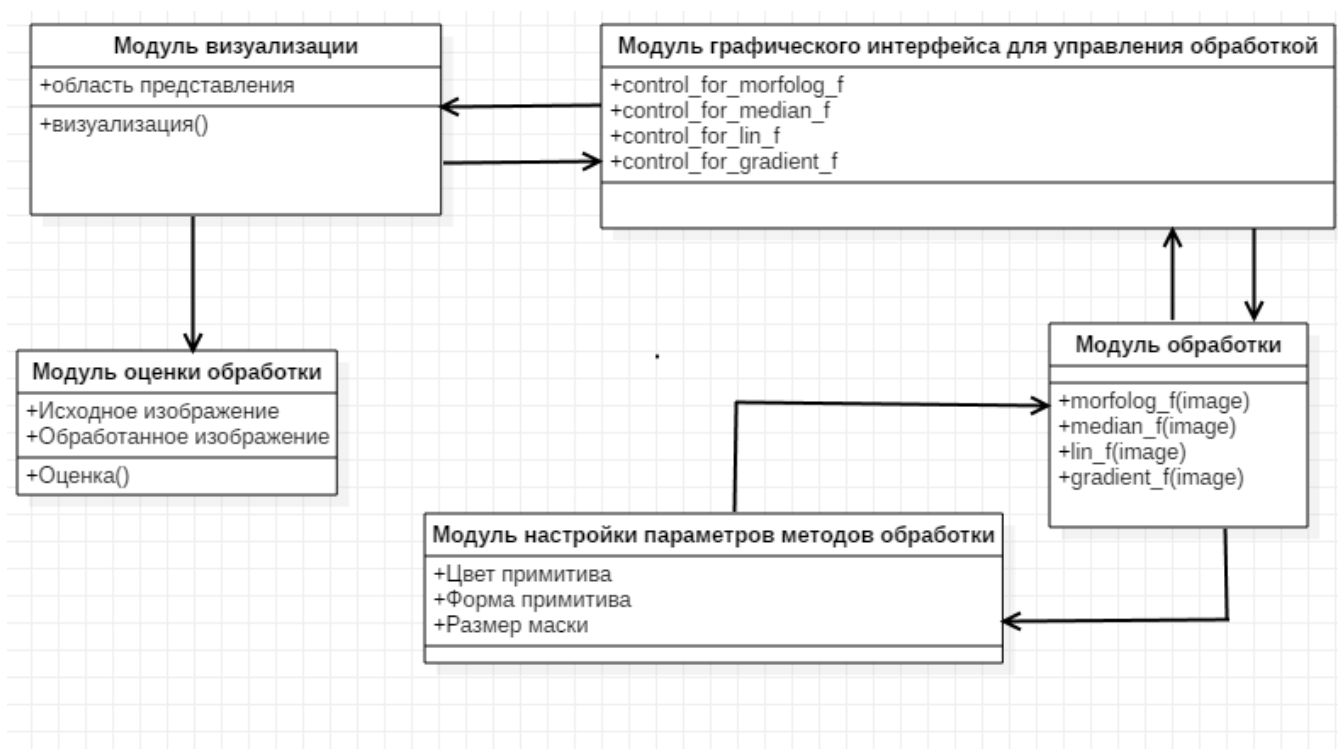 Модуль визуализации
+область представления
+визуализация()
Модуль графического интерфейса для управления обработкой
+control_for_morfolog_f
+control_for_median_f
+control_for_lin_f
+control_for_gradient_f
Модуль оценки обработки
+Исходное изображение
+Обработанное изображение
+Оценка()
Модуль обработки
+morfolog_f(image)
+median_f(image)
+lin_f(image)
+gradient_f(image)
Модуль настройки параметров методов обработки
+Цвет примитива
+Форма примитива
+Размер маски